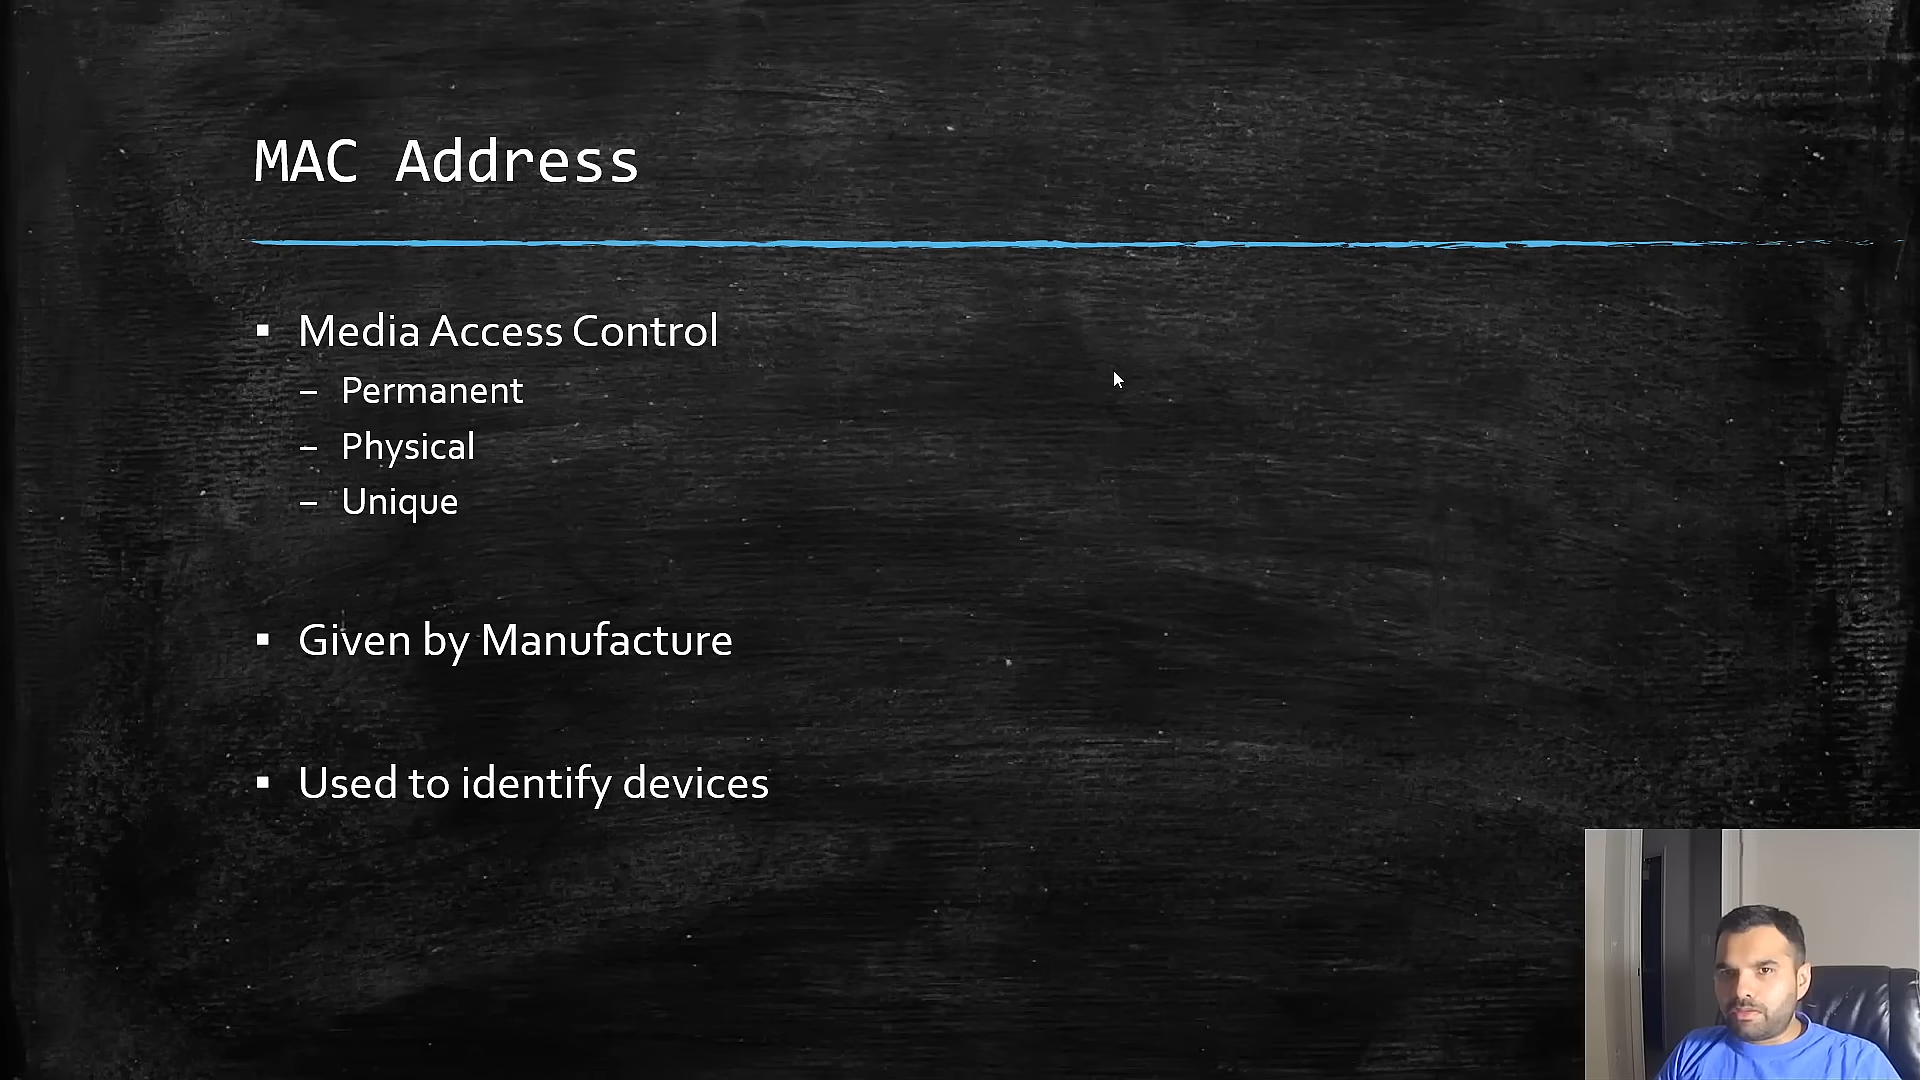 MAC Address
▪ Media Access Control
– Permanent
– Physical
– Unique
▪ Given by Manufacture
▪ Used to identify devices